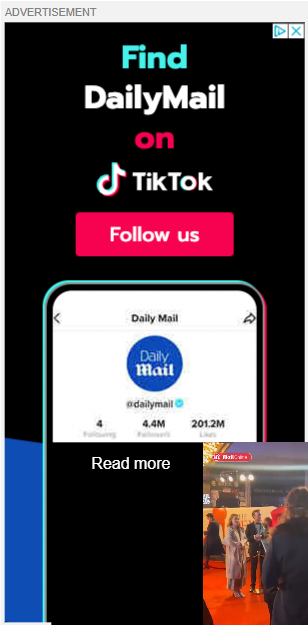 ADVERTISEMENT
Find
DailyMail
on
TikTok
Follow us
Daily Mail
Daily
Mail
@dailymail
4 4.4M 201.2M
Following Followers Likes
Read more
MailOnline